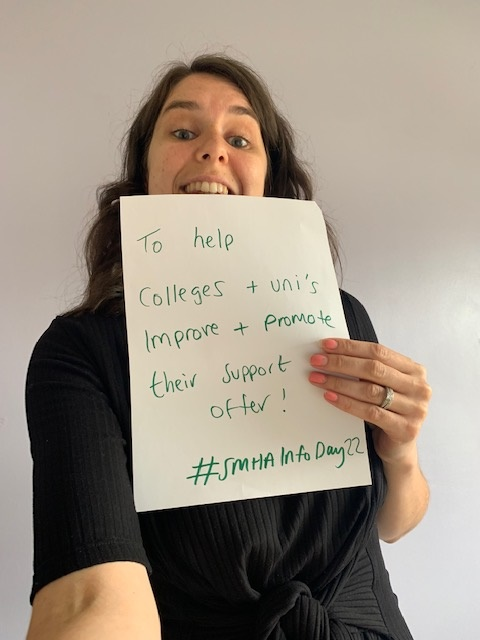 To help
Colleges + uni's
Improve + Promote
their support
offer!
#SMHAInfoDay22